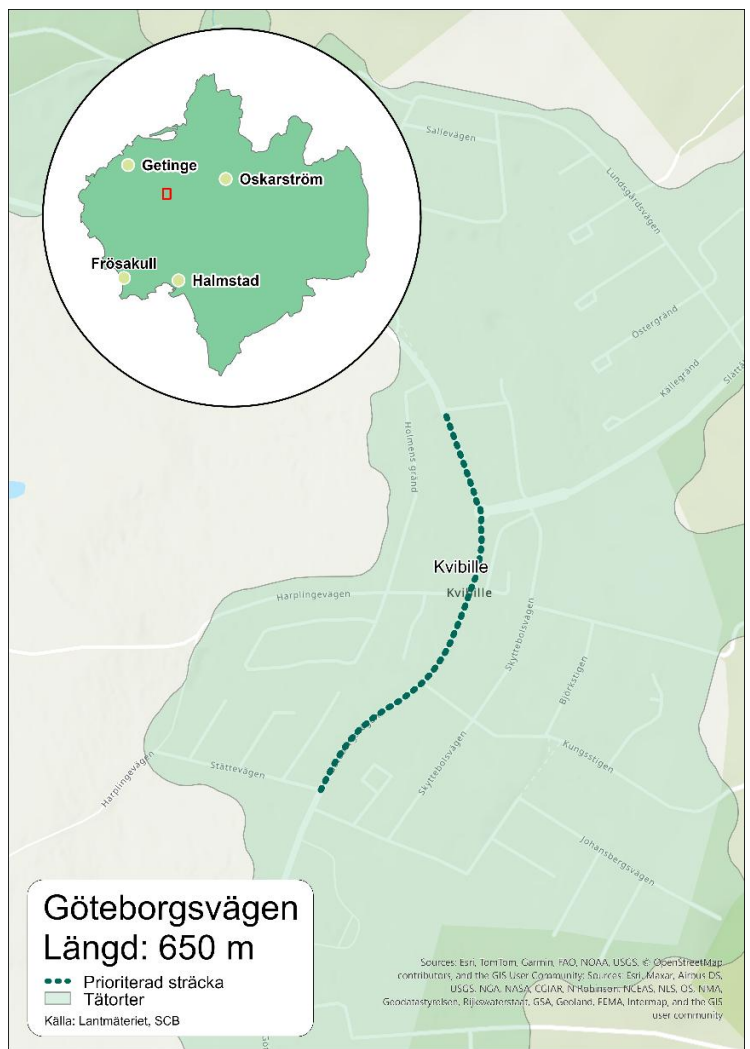 Getinge
Oskarström
Frösakull
Halmstad
Sällevägen
Lundsgårdsvägen
Östergränd
Källegränd
Holmens gränd
Kvibille
Kvibille
Harplingevägen
Skyttebolsvägen
Björkstigen
Kungsstigen
Stättevägen
Harplingevägen
Skyttebolsvägen
Johansbergsvägen
Göteborgsvägen
Längd: 650 m
Prioriterad sträcka
Tätorter
Källa: Lantmäteriet, SCB
Sources: Esri, TomTom, Garmin, FAO, NOAA, USGS, © OpenStreetMap
contributors, and the GIS User Community; Sources: Esri, Maxar, Airbus DS,
USGS, NGA, NASA, CGIAR, N Robinson, NCEAS, NLS, OS, NMA,
Geodatastyrelsen, Rijkswaterstaat, GSA, Geoland, FEMA, Intermap, and the GIS
user community